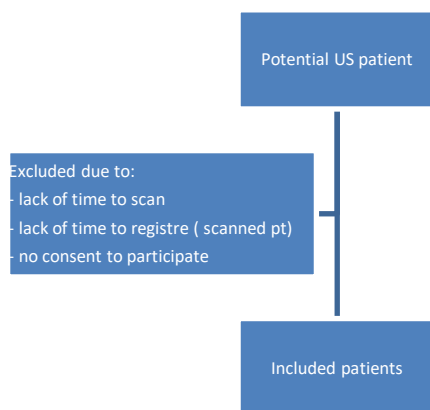 Potential US patient
Excluded due to:
- lack of time to scan
- lack of time to registre ( scanned pt)
- no consent to participate
Included patients